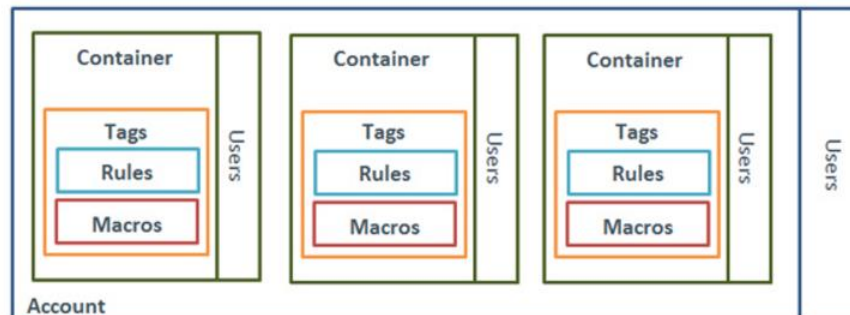 Container
Tags
Rules
Macros
Users
Container
Tags
Rules
Macros
Users
Container
Tags
Rules
Macros
Users
Users
Account